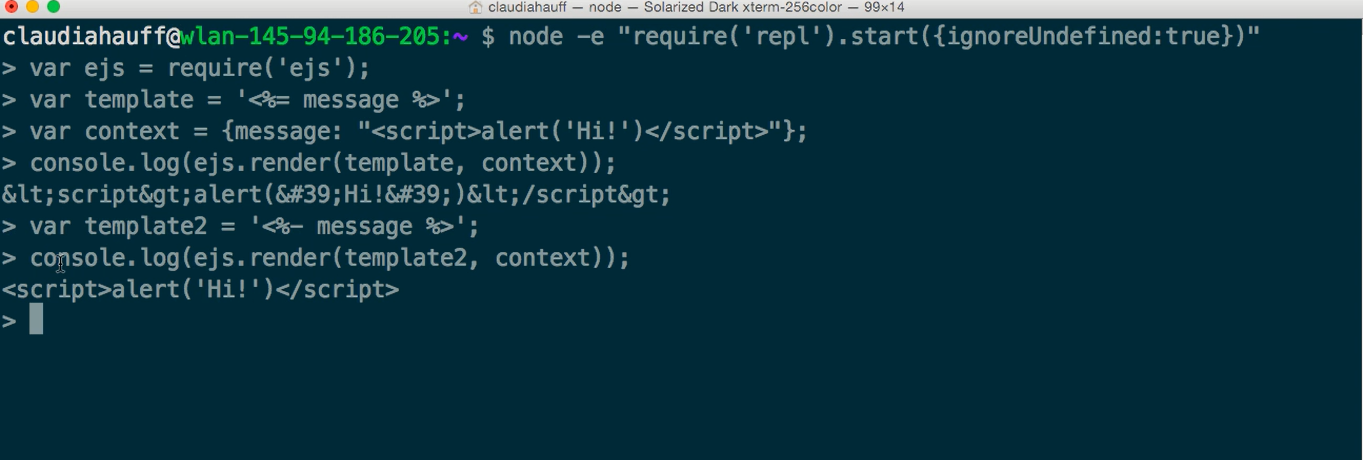 claudiahauff — node — Solarized Dark xterm-256color — 99×14
claudiahauff@wlan-145-94-186-205:~ $ node -e "require('repl').start({ignoreUndefined:true})"
> var ejs = require('ejs');
> var template = '<%= message %>';
> var context = {message: "<script>alert('Hi!')</script>"};
> console.log(ejs.render(template, context));
&lt;script&gt;alert(&#39;Hi!&#39;)&lt;/script&gt;
> var template2 = '<%- message %>';
> console.log(ejs.render(template2, context));
<script>alert('Hi!')</script>
>